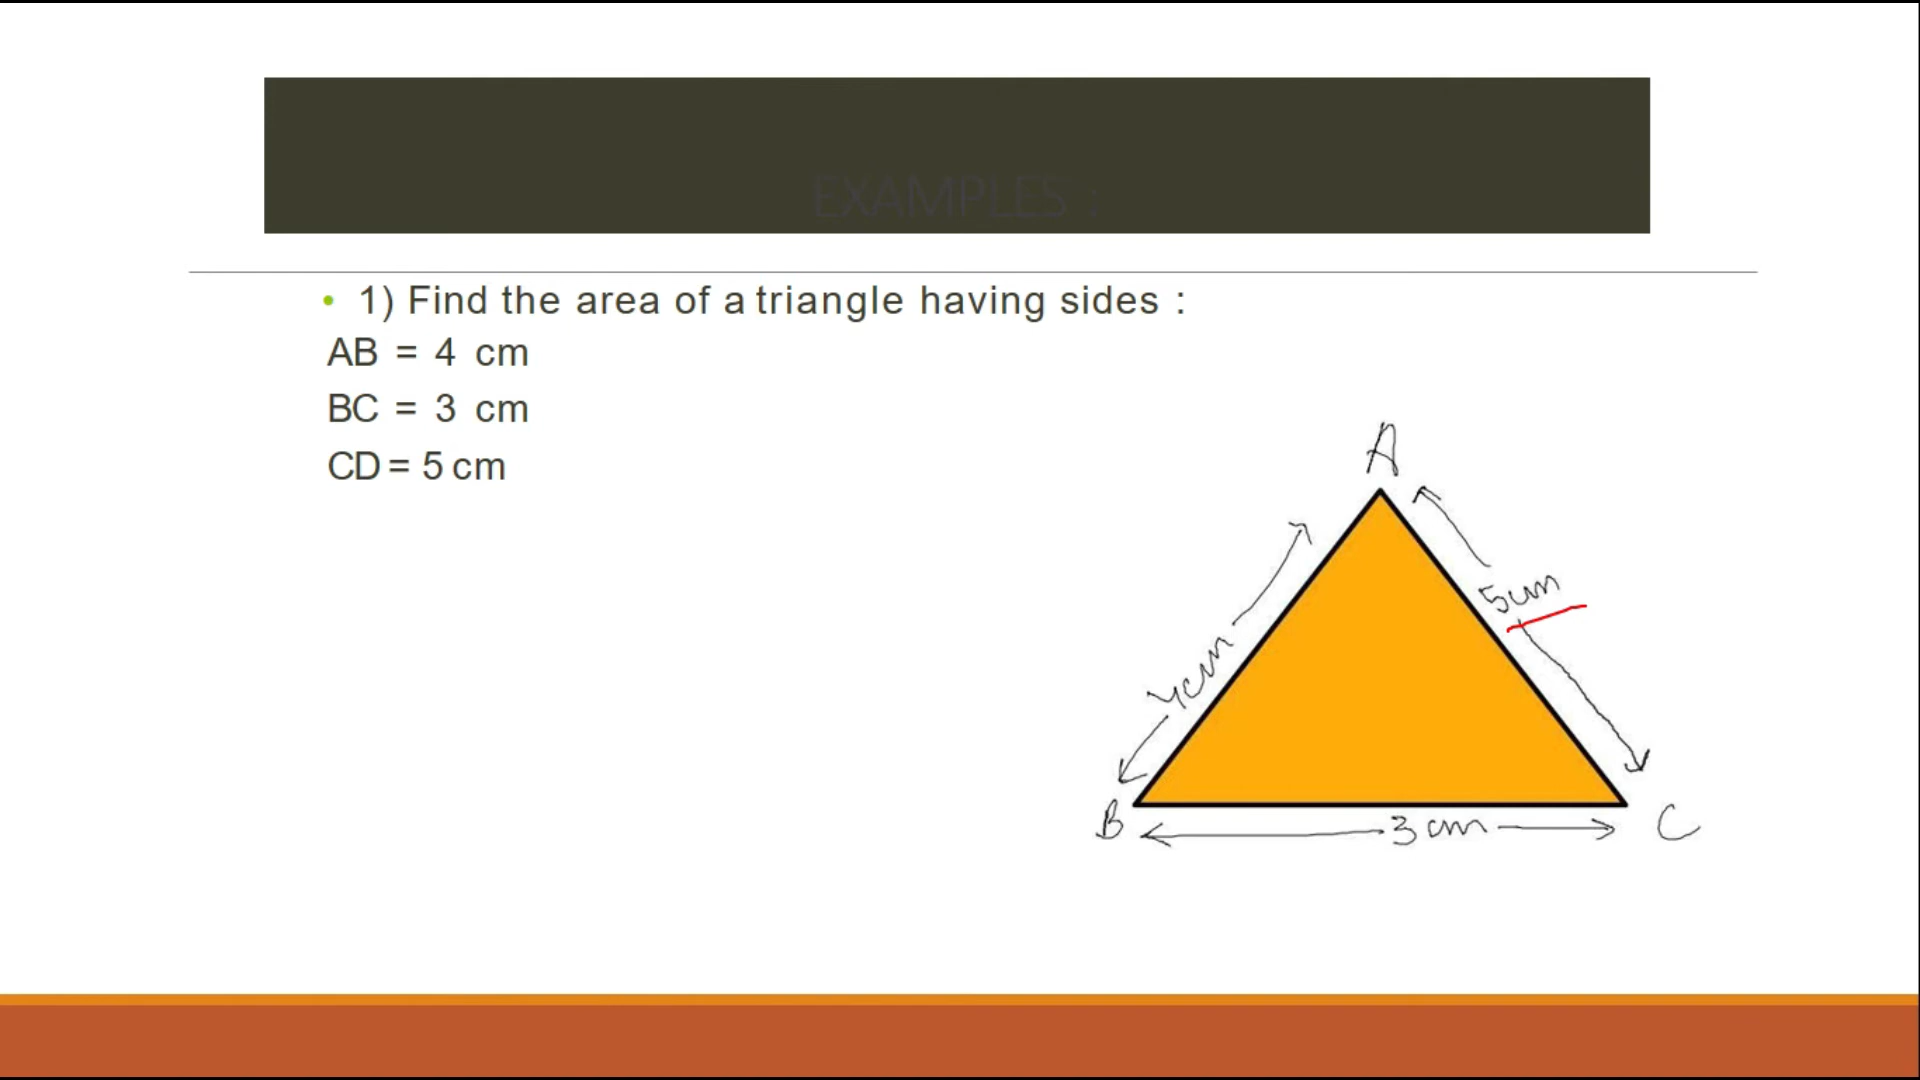 EXAMPLES :
• 1) Find the area of a triangle having sides :
AB = 4 cm
BC = 3 cm
CD = 5 cm
A
5cm
4cm
B
3 cm
C